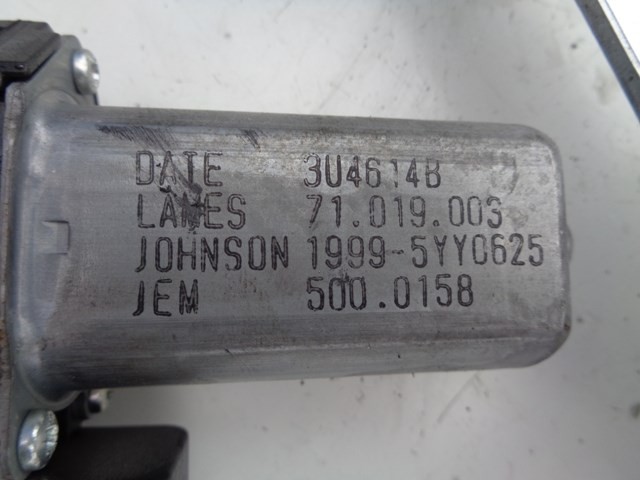 DATE 3U4614B
LAMES 71.019.003
JOHNSON 1999-5YY0625
JEM 500.0158